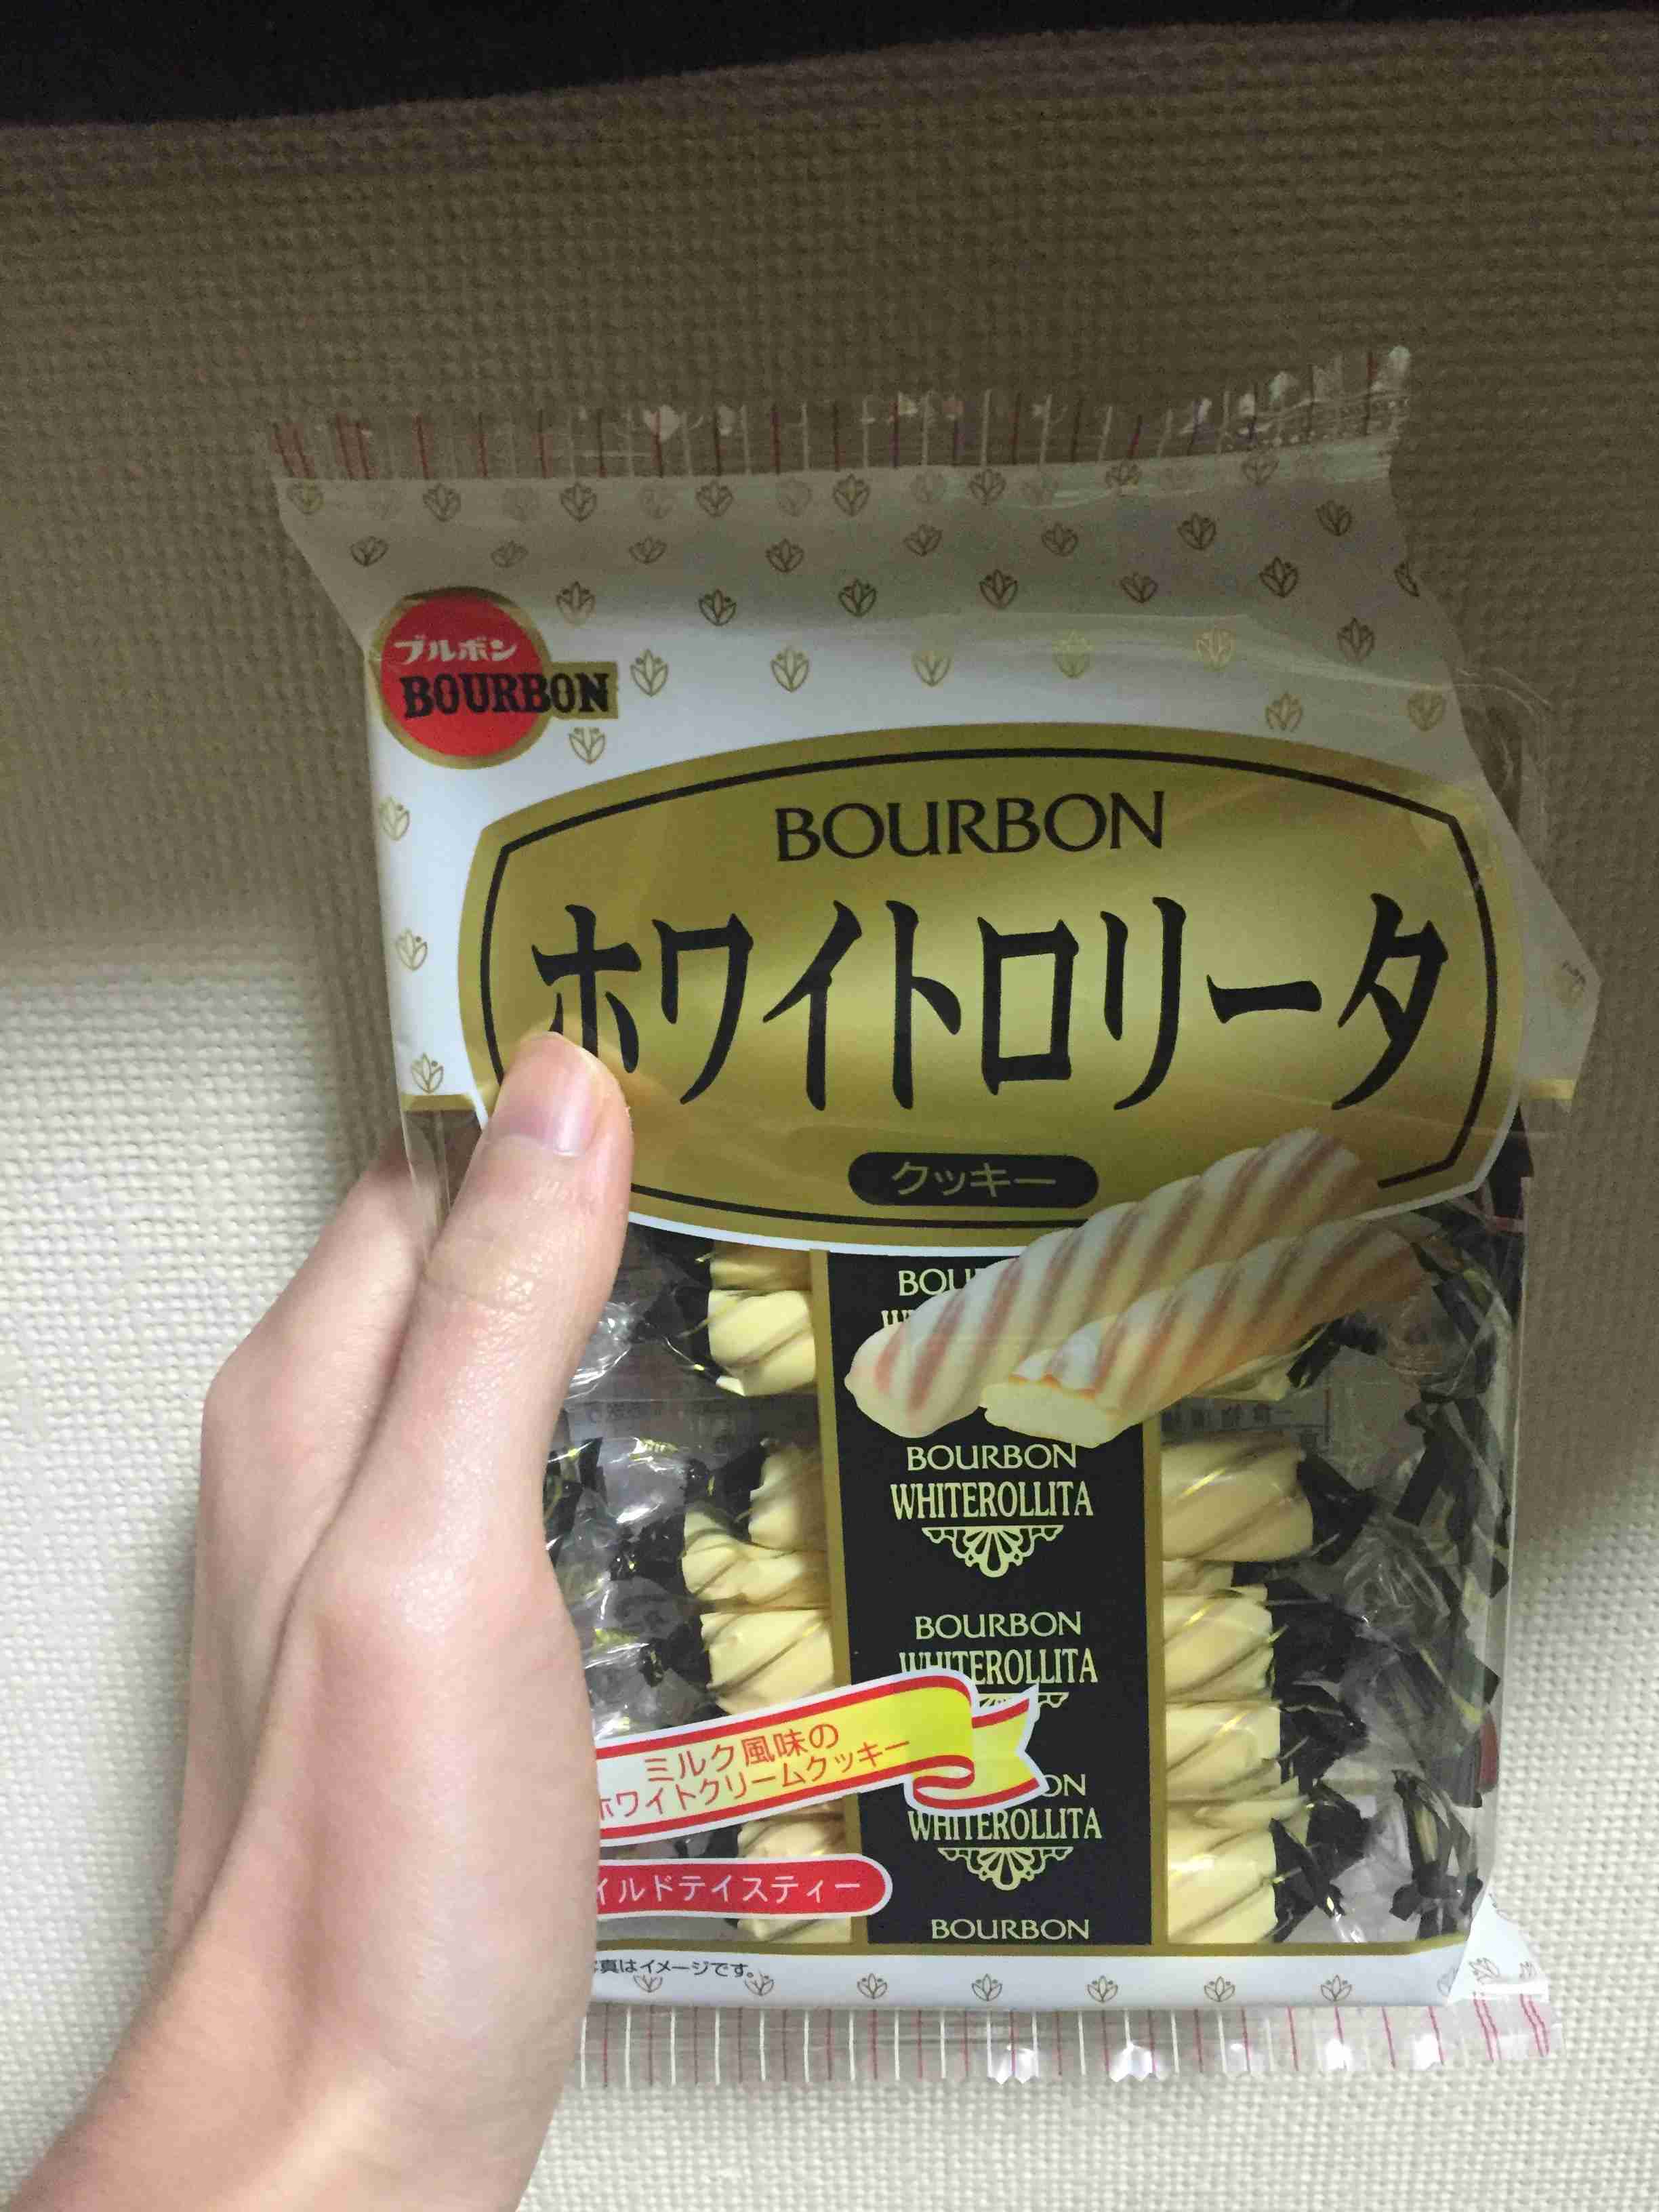 ブルボン
BOURBON
BOURBON
ホワイトロリータ
クッキー
BOURBON
WHITEROLLITA
BOURBON
WHITEROLLITA
ミルク風味の
ホワイトクリームクッキー
WHITEROLLITA
イルドテイスティー
BOURBON
真はイメージです。